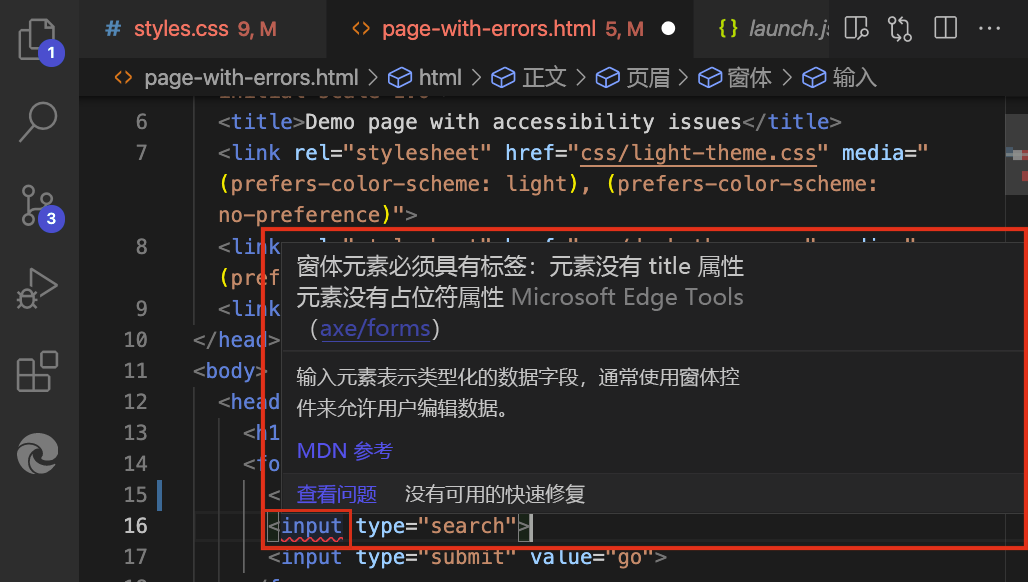 # styles.css 9, M <> page-with-errors.html 5, M ● {} launch.js
<> page-with-errors.html > html > 正文 > 页眉 > 窗体 > 输入
1
3
6 <title>Demo page with accessibility issues</title>
7 <link rel="stylesheet" href="css/light-theme.css" media="
(prefers-color-scheme: light), (prefers-color-scheme:
no-preference)">
8 <link
(pref
9 <link
10 </head>
11 <body>
12 <head
13 <h1
14 <fo
15 <
窗体元素必须具有标签：元素没有 title 属性
元素没有占位符属性 Microsoft Edge Tools
(axe/forms)
输入元素表示类型化的数据字段，通常使用窗体控
件来允许用户编辑数据。
MDN 参考
查看问题 没有可用的快速修复
16 <input type="search">
17 <input type="submit" value="go">